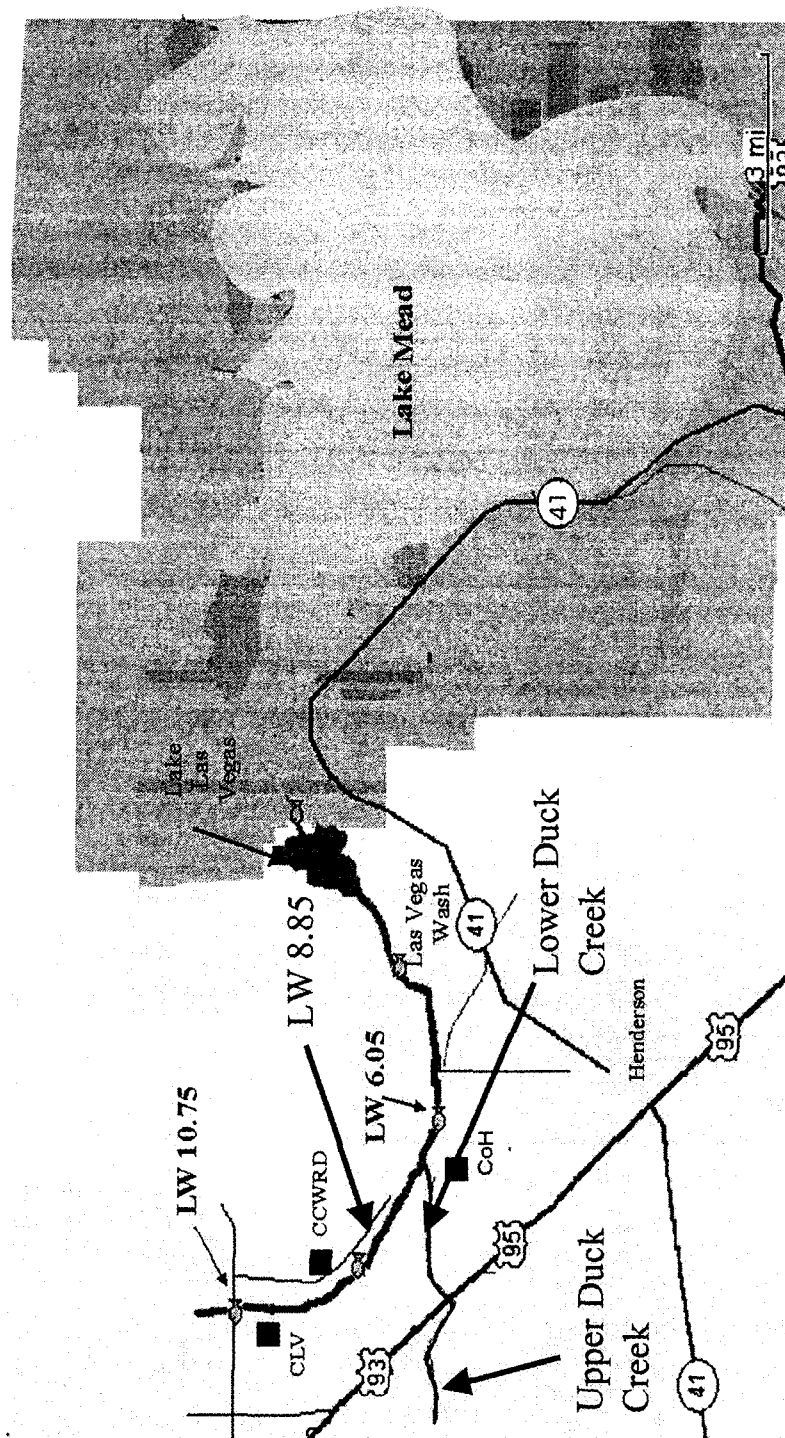 LW 10.75
CCWRD
CLV
LW 8.85
LW 6.05
Lake
Las
Vegas
Las Vegas
Wash
Lake Mead
41
41
41
CoH
Henderson
Lower Duck
Creek
Upper Duck
Creek
93
95
95
3 mi